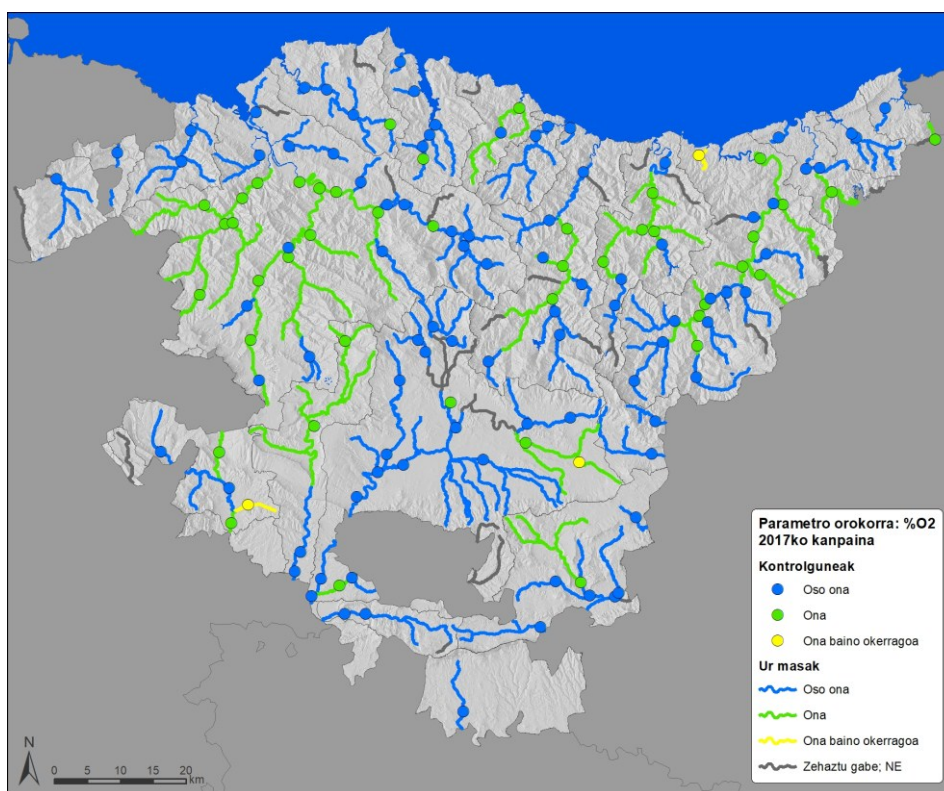 Parametro orokorra: %O2
2017ko kanpaina
Kontrolguneak
Oso ona
Ona
Ona baino okerragoa
Ur masak
Oso ona
Ona
Ona baino okerragoa
Zehaztu gabe; NE
N
0 5 10 15 20
km